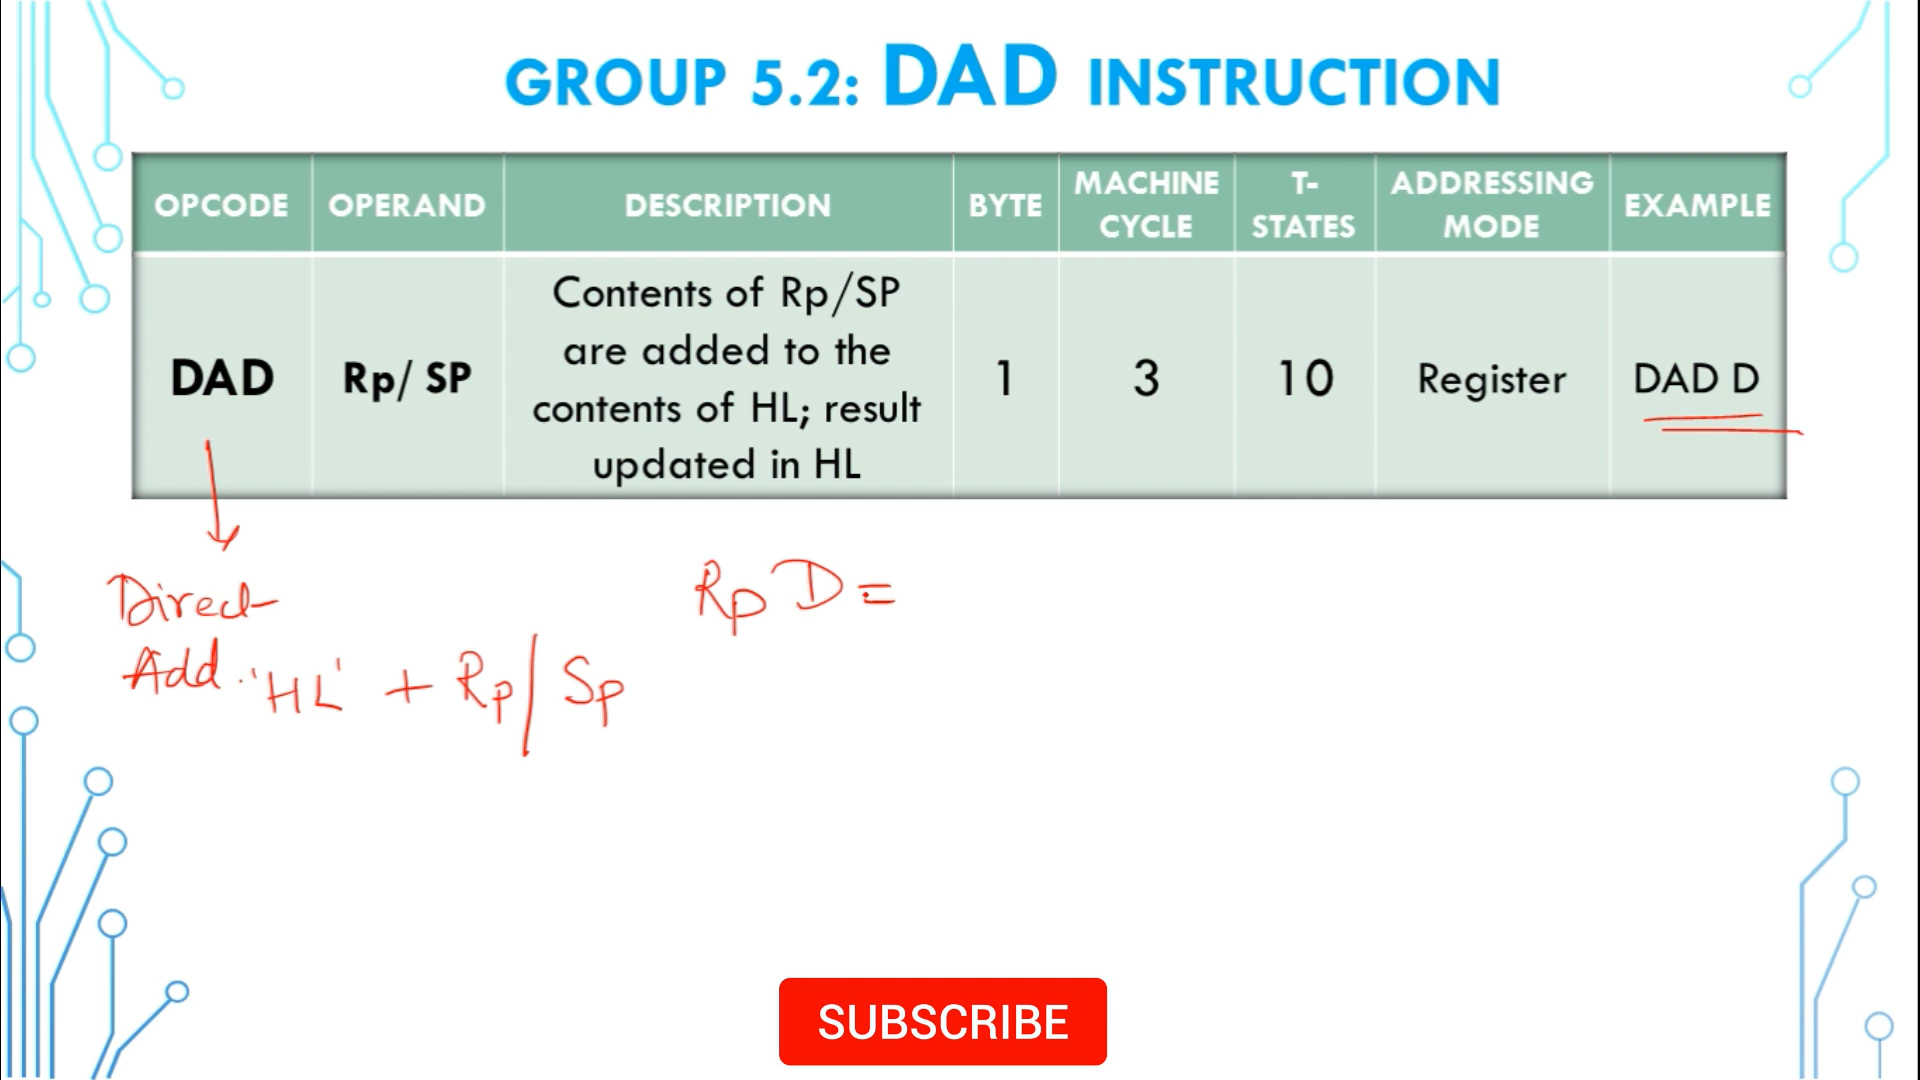 GROUP 5.2: DAD INSTRUCTION
OPCODE OPERAND DESCRIPTION BYTE MACHINE CYCLE T-STATES ADDRESSING MODE EXAMPLE
DAD Rp/ SP Contents of Rp/SP are added to the contents of HL; result updated in HL 1 3 10 Register DAD D
Direct
Add 'HL' + Rp/Sp
Rp D =
SUBSCRIBE